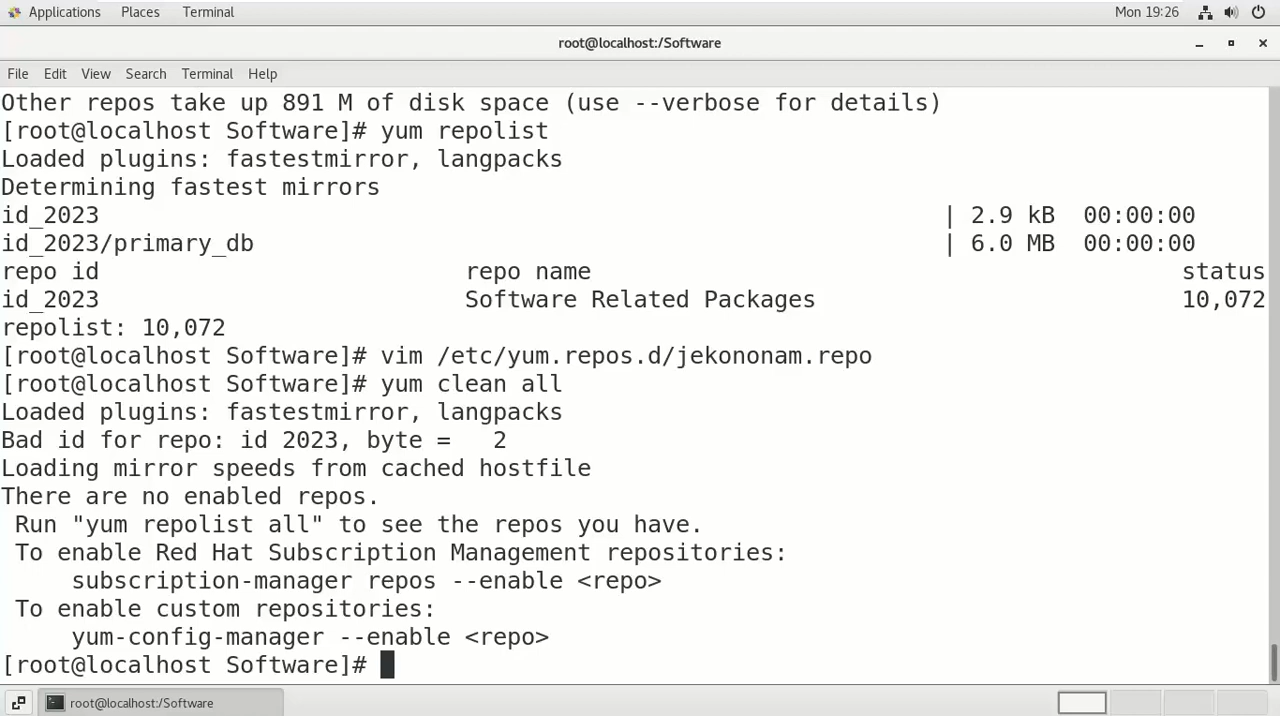 Applications Places Terminal Mon 19:26
root@localhost:/Software
File Edit View Search Terminal Help
Other repos take up 891 M of disk space (use --verbose for details)
[root@localhost Software]# yum repolist
Loaded plugins: fastestmirror, langpacks
Determining fastest mirrors
id_2023 | 2.9 kB 00:00:00
id_2023/primary_db | 6.0 MB 00:00:00
repo id repo name status
id_2023 Software Related Packages 10,072
repolist: 10,072
[root@localhost Software]# vim /etc/yum.repos.d/jekononam.repo
[root@localhost Software]# yum clean all
Loaded plugins: fastestmirror, langpacks
Bad id for repo: id 2023, byte =   2
Loading mirror speeds from cached hostfile
There are no enabled repos.
 Run "yum repolist all" to see the repos you have.
 To enable Red Hat Subscription Management repositories:
     subscription-manager repos --enable <repo>
 To enable custom repositories:
     yum-config-manager --enable <repo>
[root@localhost Software]#
root@localhost:/Software